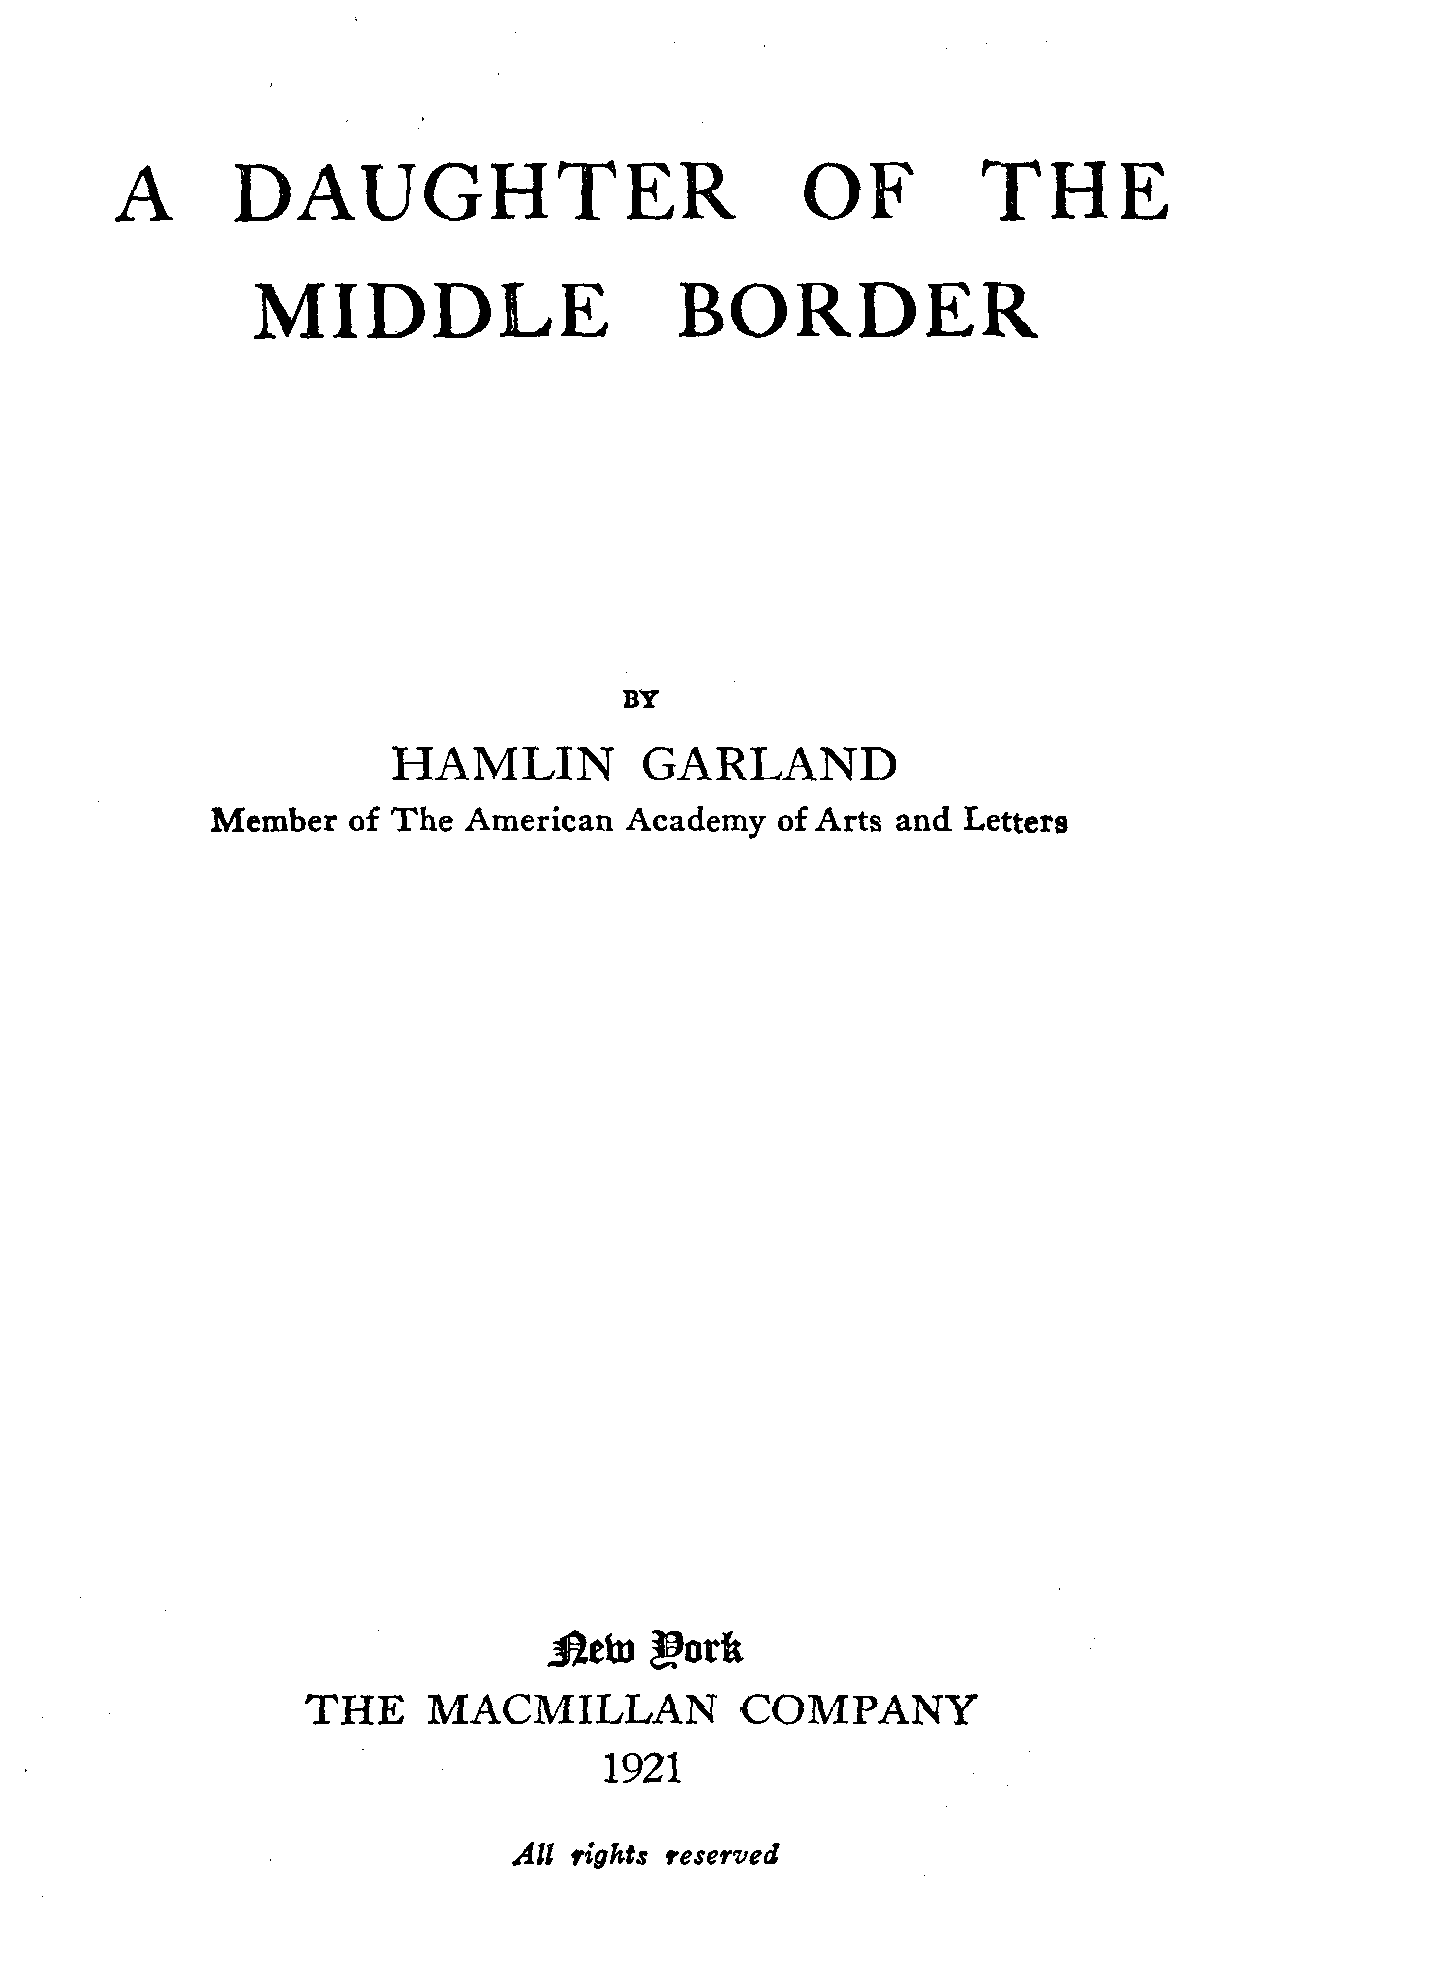 A DAUGHTER OF THE
MIDDLE BORDER
BY
HAMLIN GARLAND
Member of The American Academy of Arts and Letters
New York
THE MACMILLAN COMPANY
1921
All rights reserved